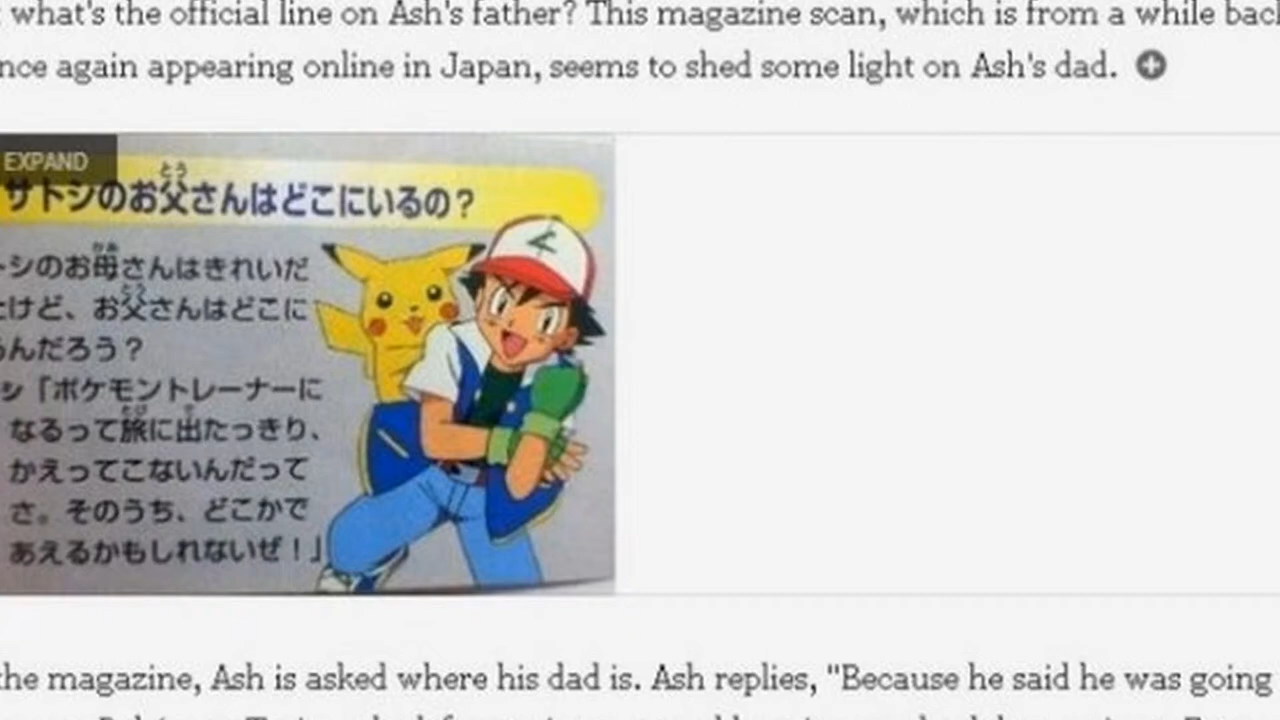 what's the official line on Ash's father? This magazine scan, which is from a while back
once again appearing online in Japan, seems to shed some light on Ash's dad.
EXPAND
サトシのお父さんはどこにいるの？
シのお母さんはきれいだ
けど、お父さんはどこに
んだろう？
「ポケモントレーナーに
なるって旅に出たっきり、
かえってこないんだって
さ。そのうち、どこかで
あえるかもしれないぜ！」
the magazine, Ash is asked where his dad is. Ash replies, "Because he said he was going